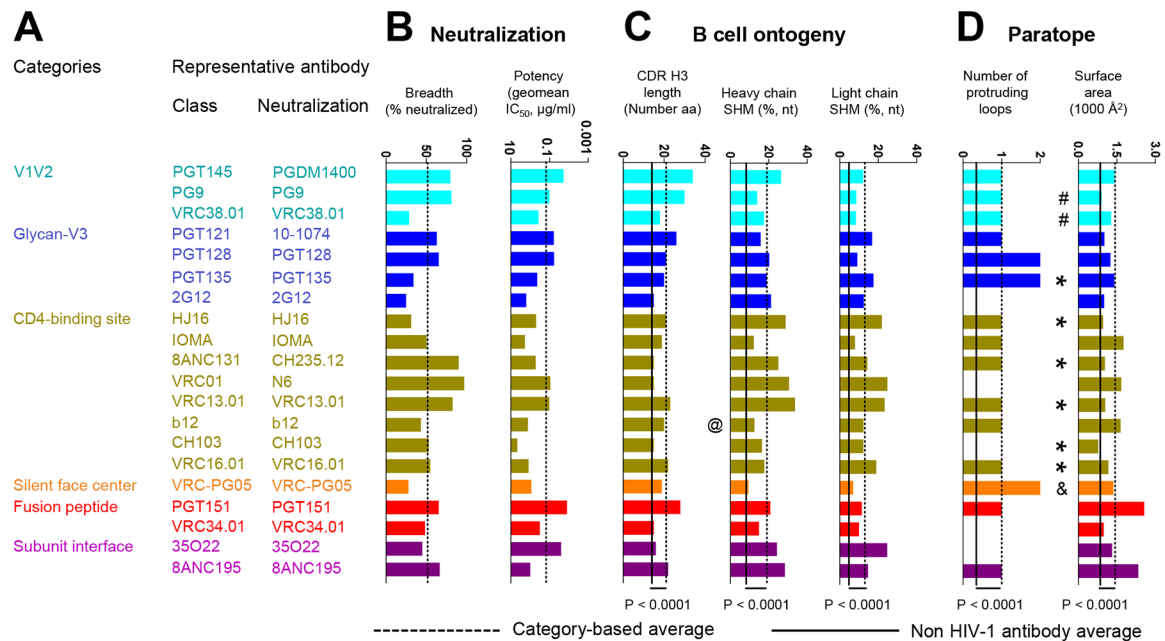 A B Neutralization C B cell ontogeny D Paratope
Categories Representative antibody
Class Neutralization
Breadth
(% neutralized)
Potency
(geomean
IC50, µg/ml)
CDR H3
length
(Number aa)
Heavy chain
SHM (%, nt)
Light chain
SHM (%, nt)
Number of
protruding
loops
Surface
area
(1000 Å²)
0 50 100 10 0.1 0.001 0 20 40 0 20 40 0 20 40 0 1 2 0.0 1.5 3.0
V1V2 PGT145 PGDM1400
PG9 PG9 #
VRC38.01 VRC38.01 #
Glycan-V3 PGT121 10-1074
PGT128 PGT128
PGT135 PGT135 *
2G12 2G12
CD4-binding site HJ16 HJ16 *
IOMA IOMA
8ANC131 CH235.12 *
VRC01 N6
VRC13.01 VRC13.01 *
b12 b12 @
CH103 CH103 *
VRC16.01 VRC16.01 *
Silent face center VRC-PG05 VRC-PG05 &
Fusion peptide PGT151 PGT151
VRC34.01 VRC34.01
Subunit interface 35O22 35O22
8ANC195 8ANC195
P < 0.0001 P < 0.0001 P < 0.0001 P < 0.0001 P < 0.0001
Category-based average Non HIV-1 antibody average